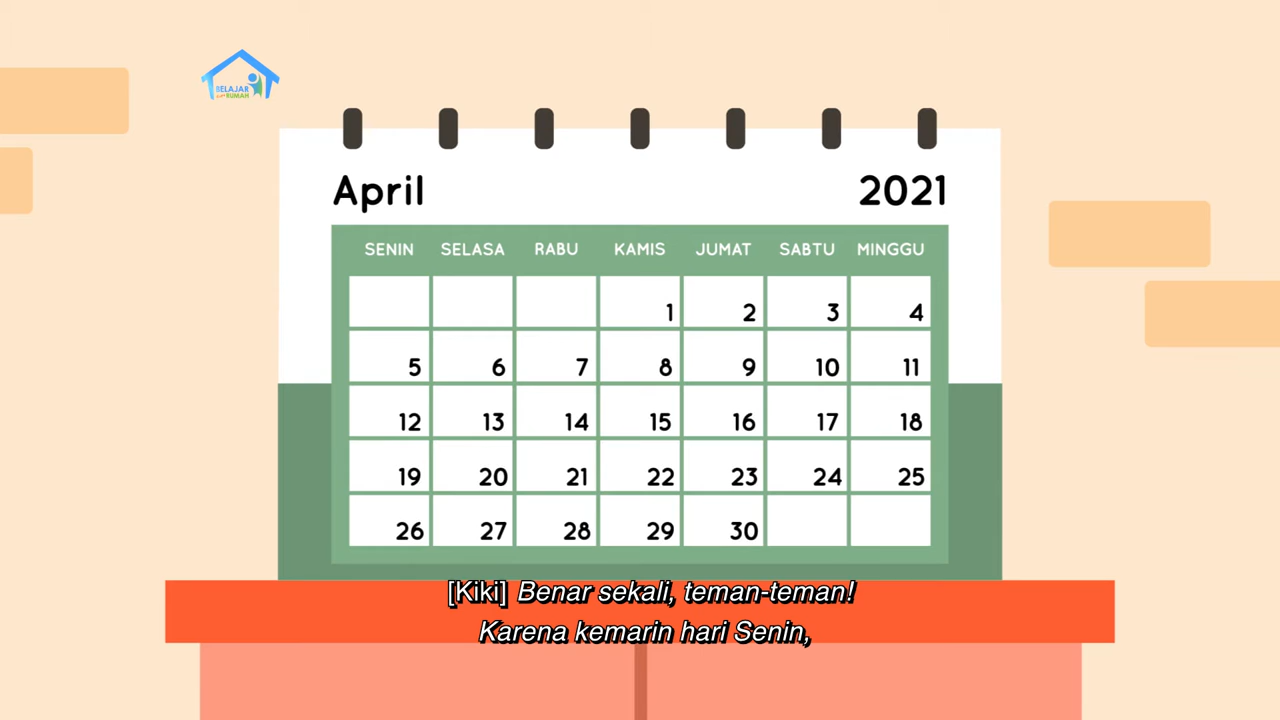 BELAJAR
dari RUMAH
April 2021
SENIN SELASA RABU KAMIS JUMAT SABTU MINGGU
1 2 3 4
5 6 7 8 9 10 11
12 13 14 15 16 17 18
19 20 21 22 23 24 25
26 27 28 29 30
[Kiki] Benar sekali, teman-teman!
Karena kemarin hari Senin,